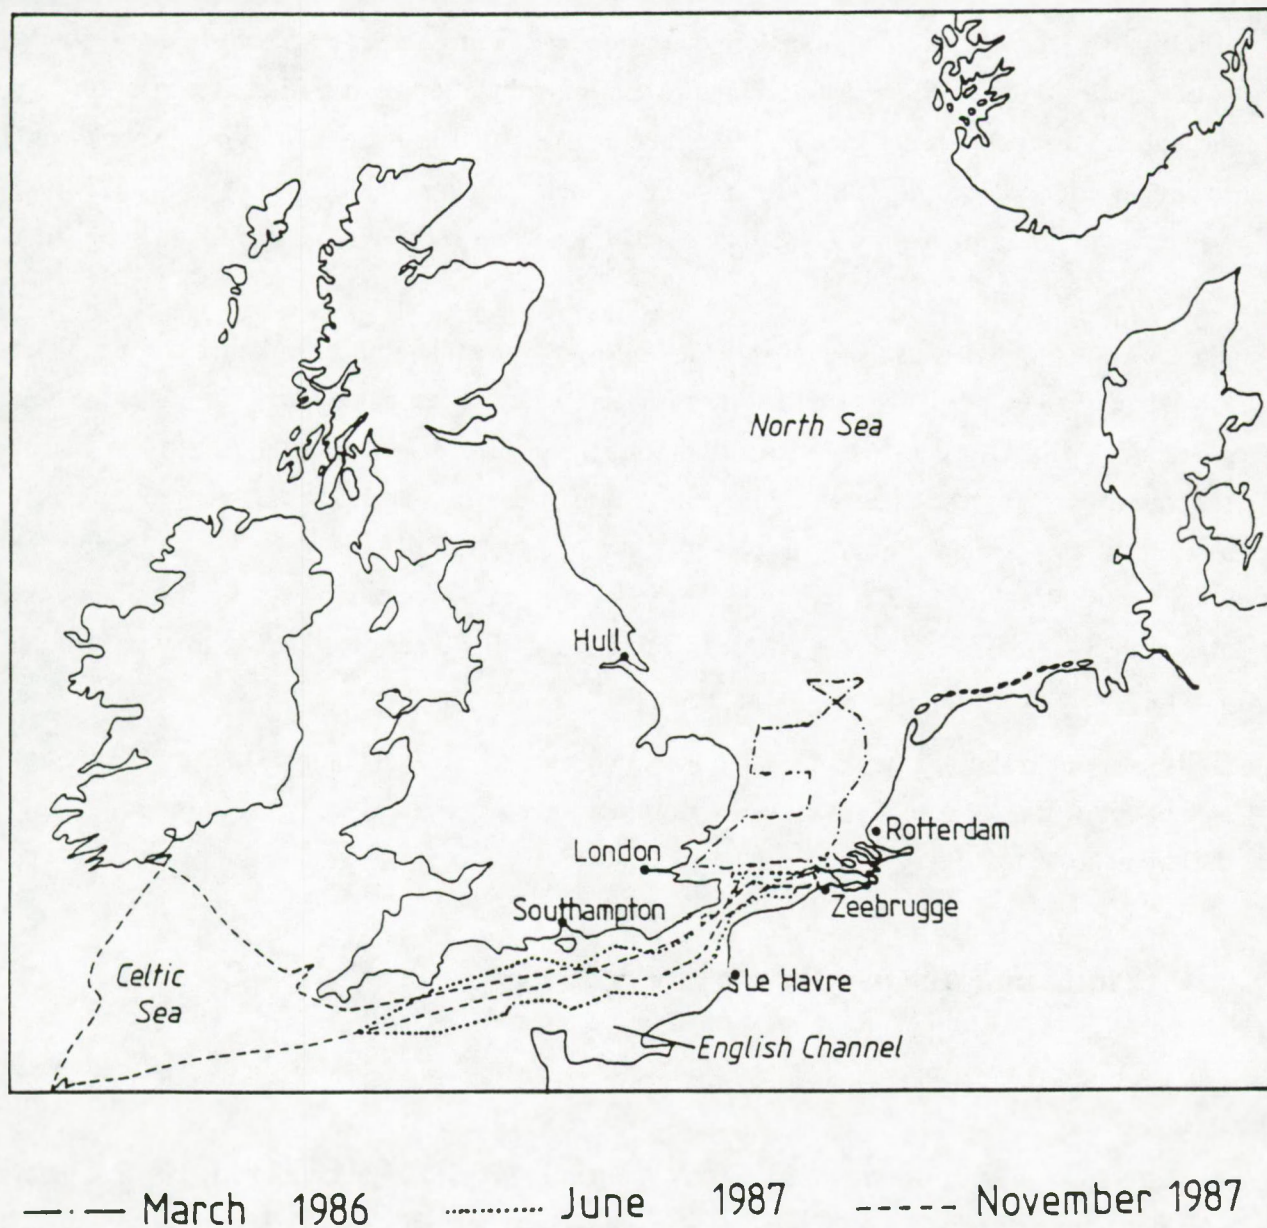 North Sea
Hull
Rotterdam
London
Zeebrugge
Southampton
Celtic
Sea
Le Havre
English Channel
March 1986 June 1987 November 1987